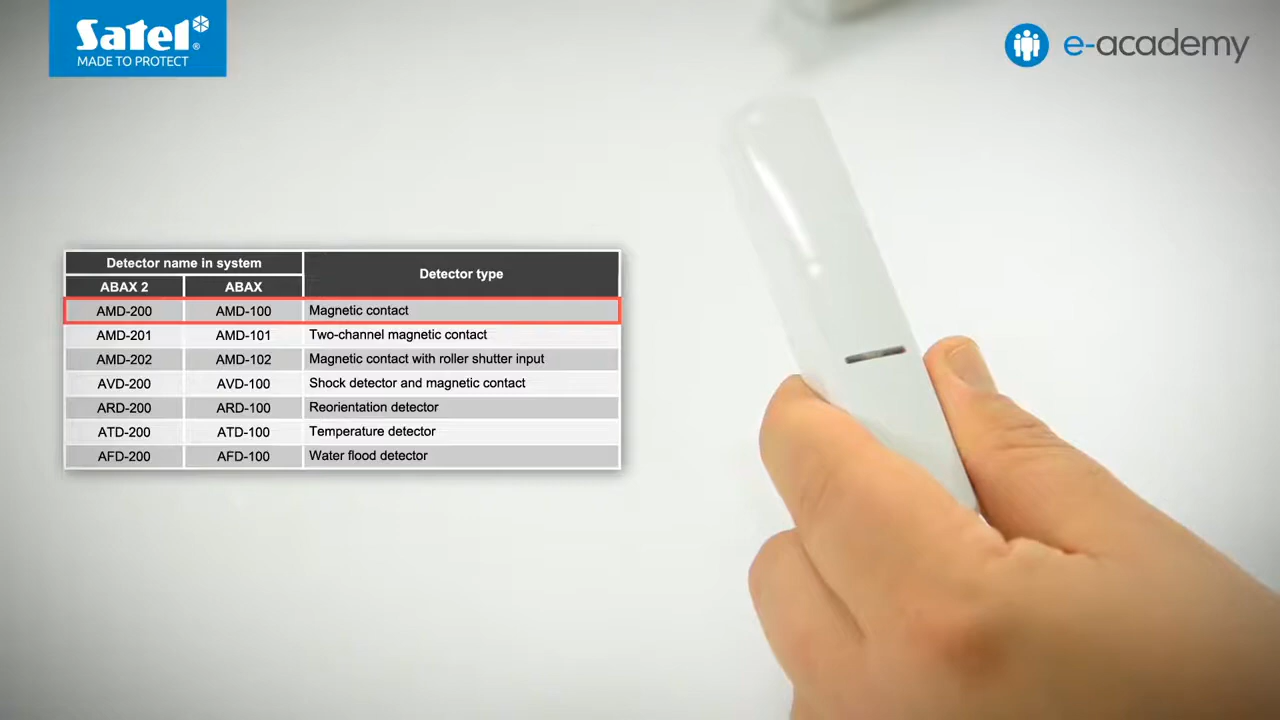 Satel®
MADE TO PROTECT
e-academy
Detector name in system
Detector type
ABAX 2
ABAX
AMD-200 AMD-100 Magnetic contact
AMD-201 AMD-101 Two-channel magnetic contact
AMD-202 AMD-102 Magnetic contact with roller shutter input
AVD-200 AVD-100 Shock detector and magnetic contact
ARD-200 ARD-100 Reorientation detector
ATD-200 ATD-100 Temperature detector
AFD-200 AFD-100 Water flood detector